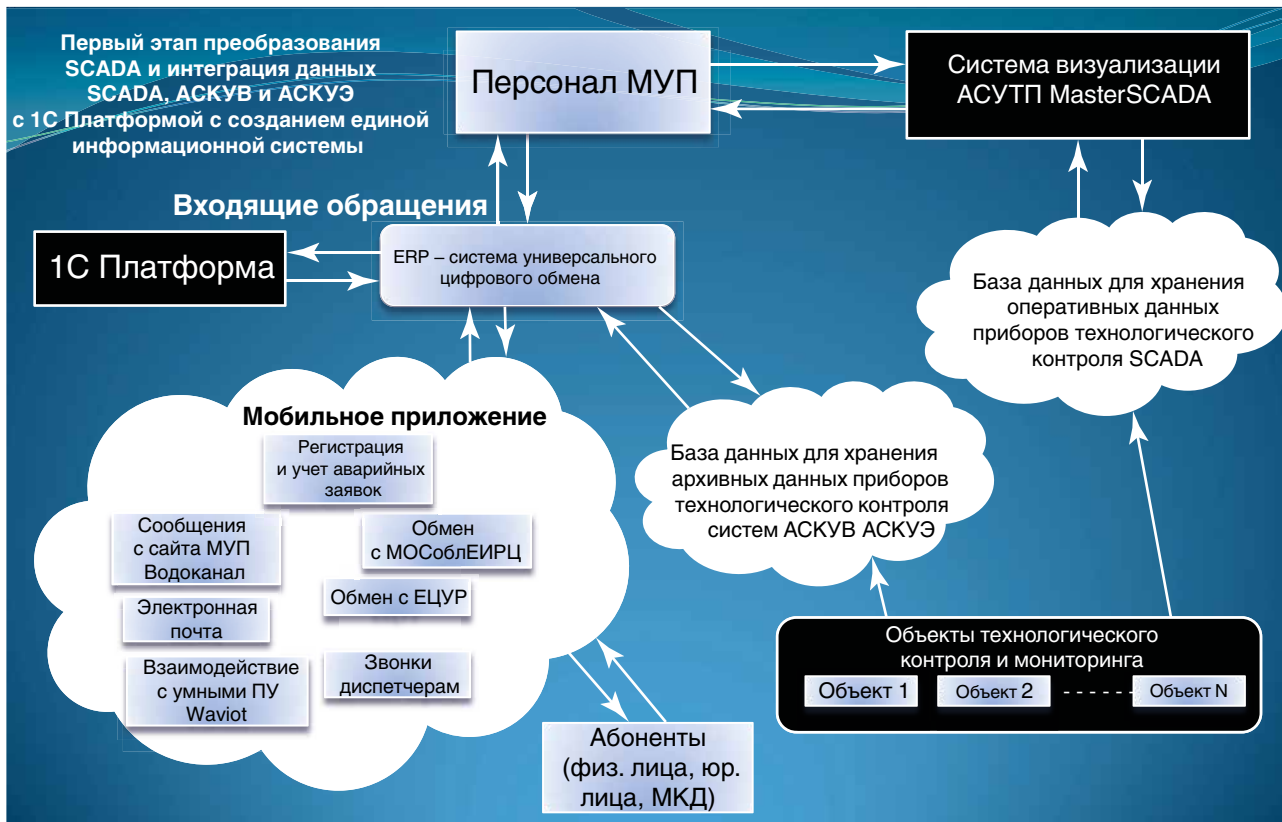 Первый этап преобразования
SCADA и интеграция данных
SCADA, АСКУВ и АСКУЭ
с 1С Платформой с созданием единой
информационной системы
Персонал МУП
Система визуализации
АСУТП MasterSCADA
Входящие обращения
1С Платформа
ERP – система универсального
цифрового обмена
База данных для хранения
оперативных данных
приборов технологического
контроля SCADA
Мобильное приложение
Регистрация
и учет аварийных
заявок
Сообщения
с сайта МУП
Водоканал
Обмен
с МОСоблЕИРЦ
Электронная
почта
Обмен с ЕЦУР
Взаимодействие
с умными ПУ
Waviot
Звонки
диспетчерам
База данных для хранения
архивных данных приборов
технологического контроля
систем АСКУВ АСКУЭ
Объекты технологического
контроля и мониторинга
Объект 1
Объект 2
Объект N
Абоненты
(физ. лица, юр.
лица, МКД)